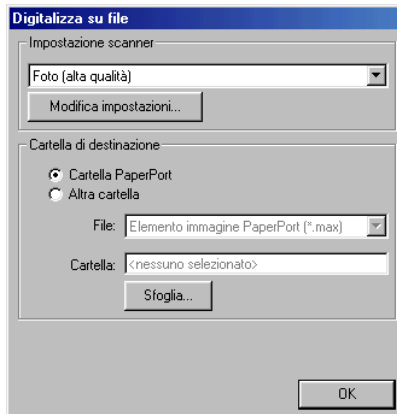 Digitalizza su file
Impostazione scanner
Foto (alta qualità)
Modifica impostazioni...
Cartella di destinazione
Cartella PaperPort
Altra cartella
File: Elemento immagine PaperPort (*.max)
Cartella: <nessuno selezionato>
Sfoglia...
OK